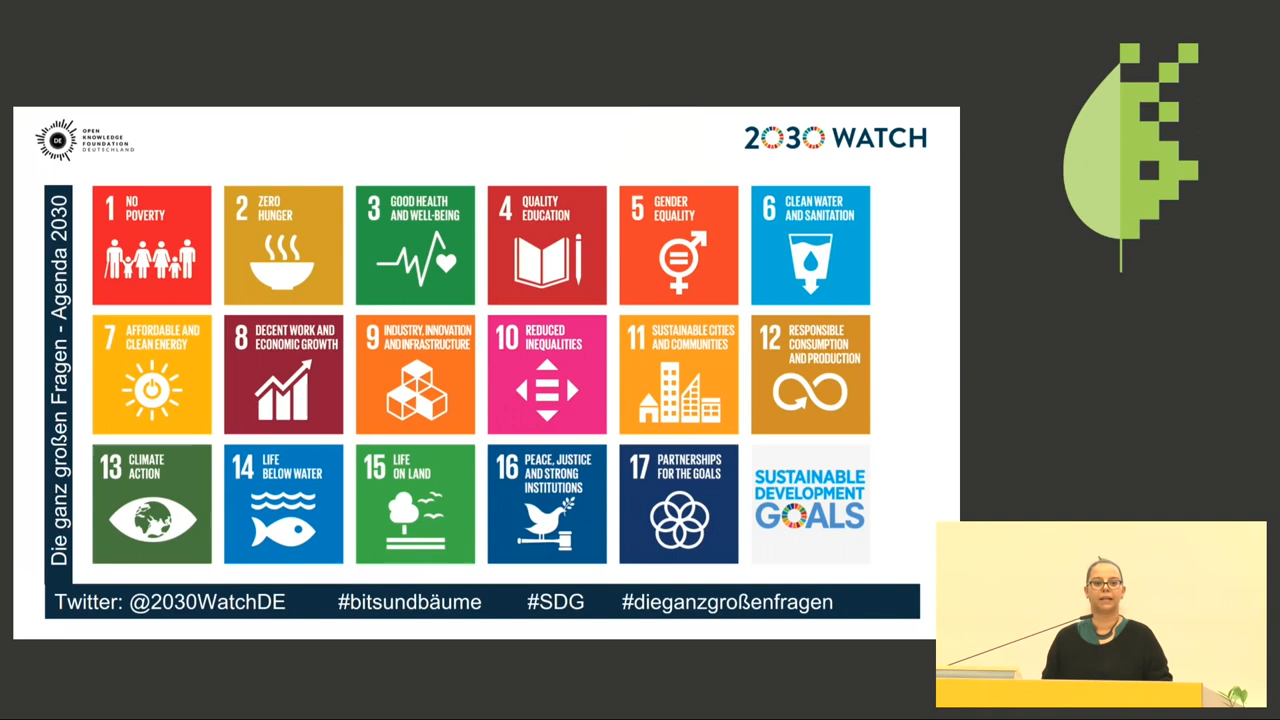 DE
OPEN
KNOWLEDGE
FOUNDATION
DEUTSCHLAND
2030 WATCH
Die ganz großen Fragen - Agenda 2030
1 NO
POVERTY
2 ZERO
HUNGER
3 GOOD HEALTH
AND WELL-BEING
4 QUALITY
EDUCATION
5 GENDER
EQUALITY
6 CLEAN WATER
AND SANITATION
7 AFFORDABLE AND
CLEAN ENERGY
8 DECENT WORK AND
ECONOMIC GROWTH
9 INDUSTRY, INNOVATION
AND INFRASTRUCTURE
10 REDUCED
INEQUALITIES
11 SUSTAINABLE CITIES
AND COMMUNITIES
12 RESPONSIBLE
CONSUMPTION
AND PRODUCTION
13 CLIMATE
ACTION
14 LIFE
BELOW WATER
15 LIFE
ON LAND
16 PEACE, JUSTICE
AND STRONG
INSTITUTIONS
17 PARTNERSHIPS
FOR THE GOALS
SUSTAINABLE
DEVELOPMENT
GOALS
Twitter: @2030WatchDE #bitsundbäume #SDG #dieganzgroßenfragen